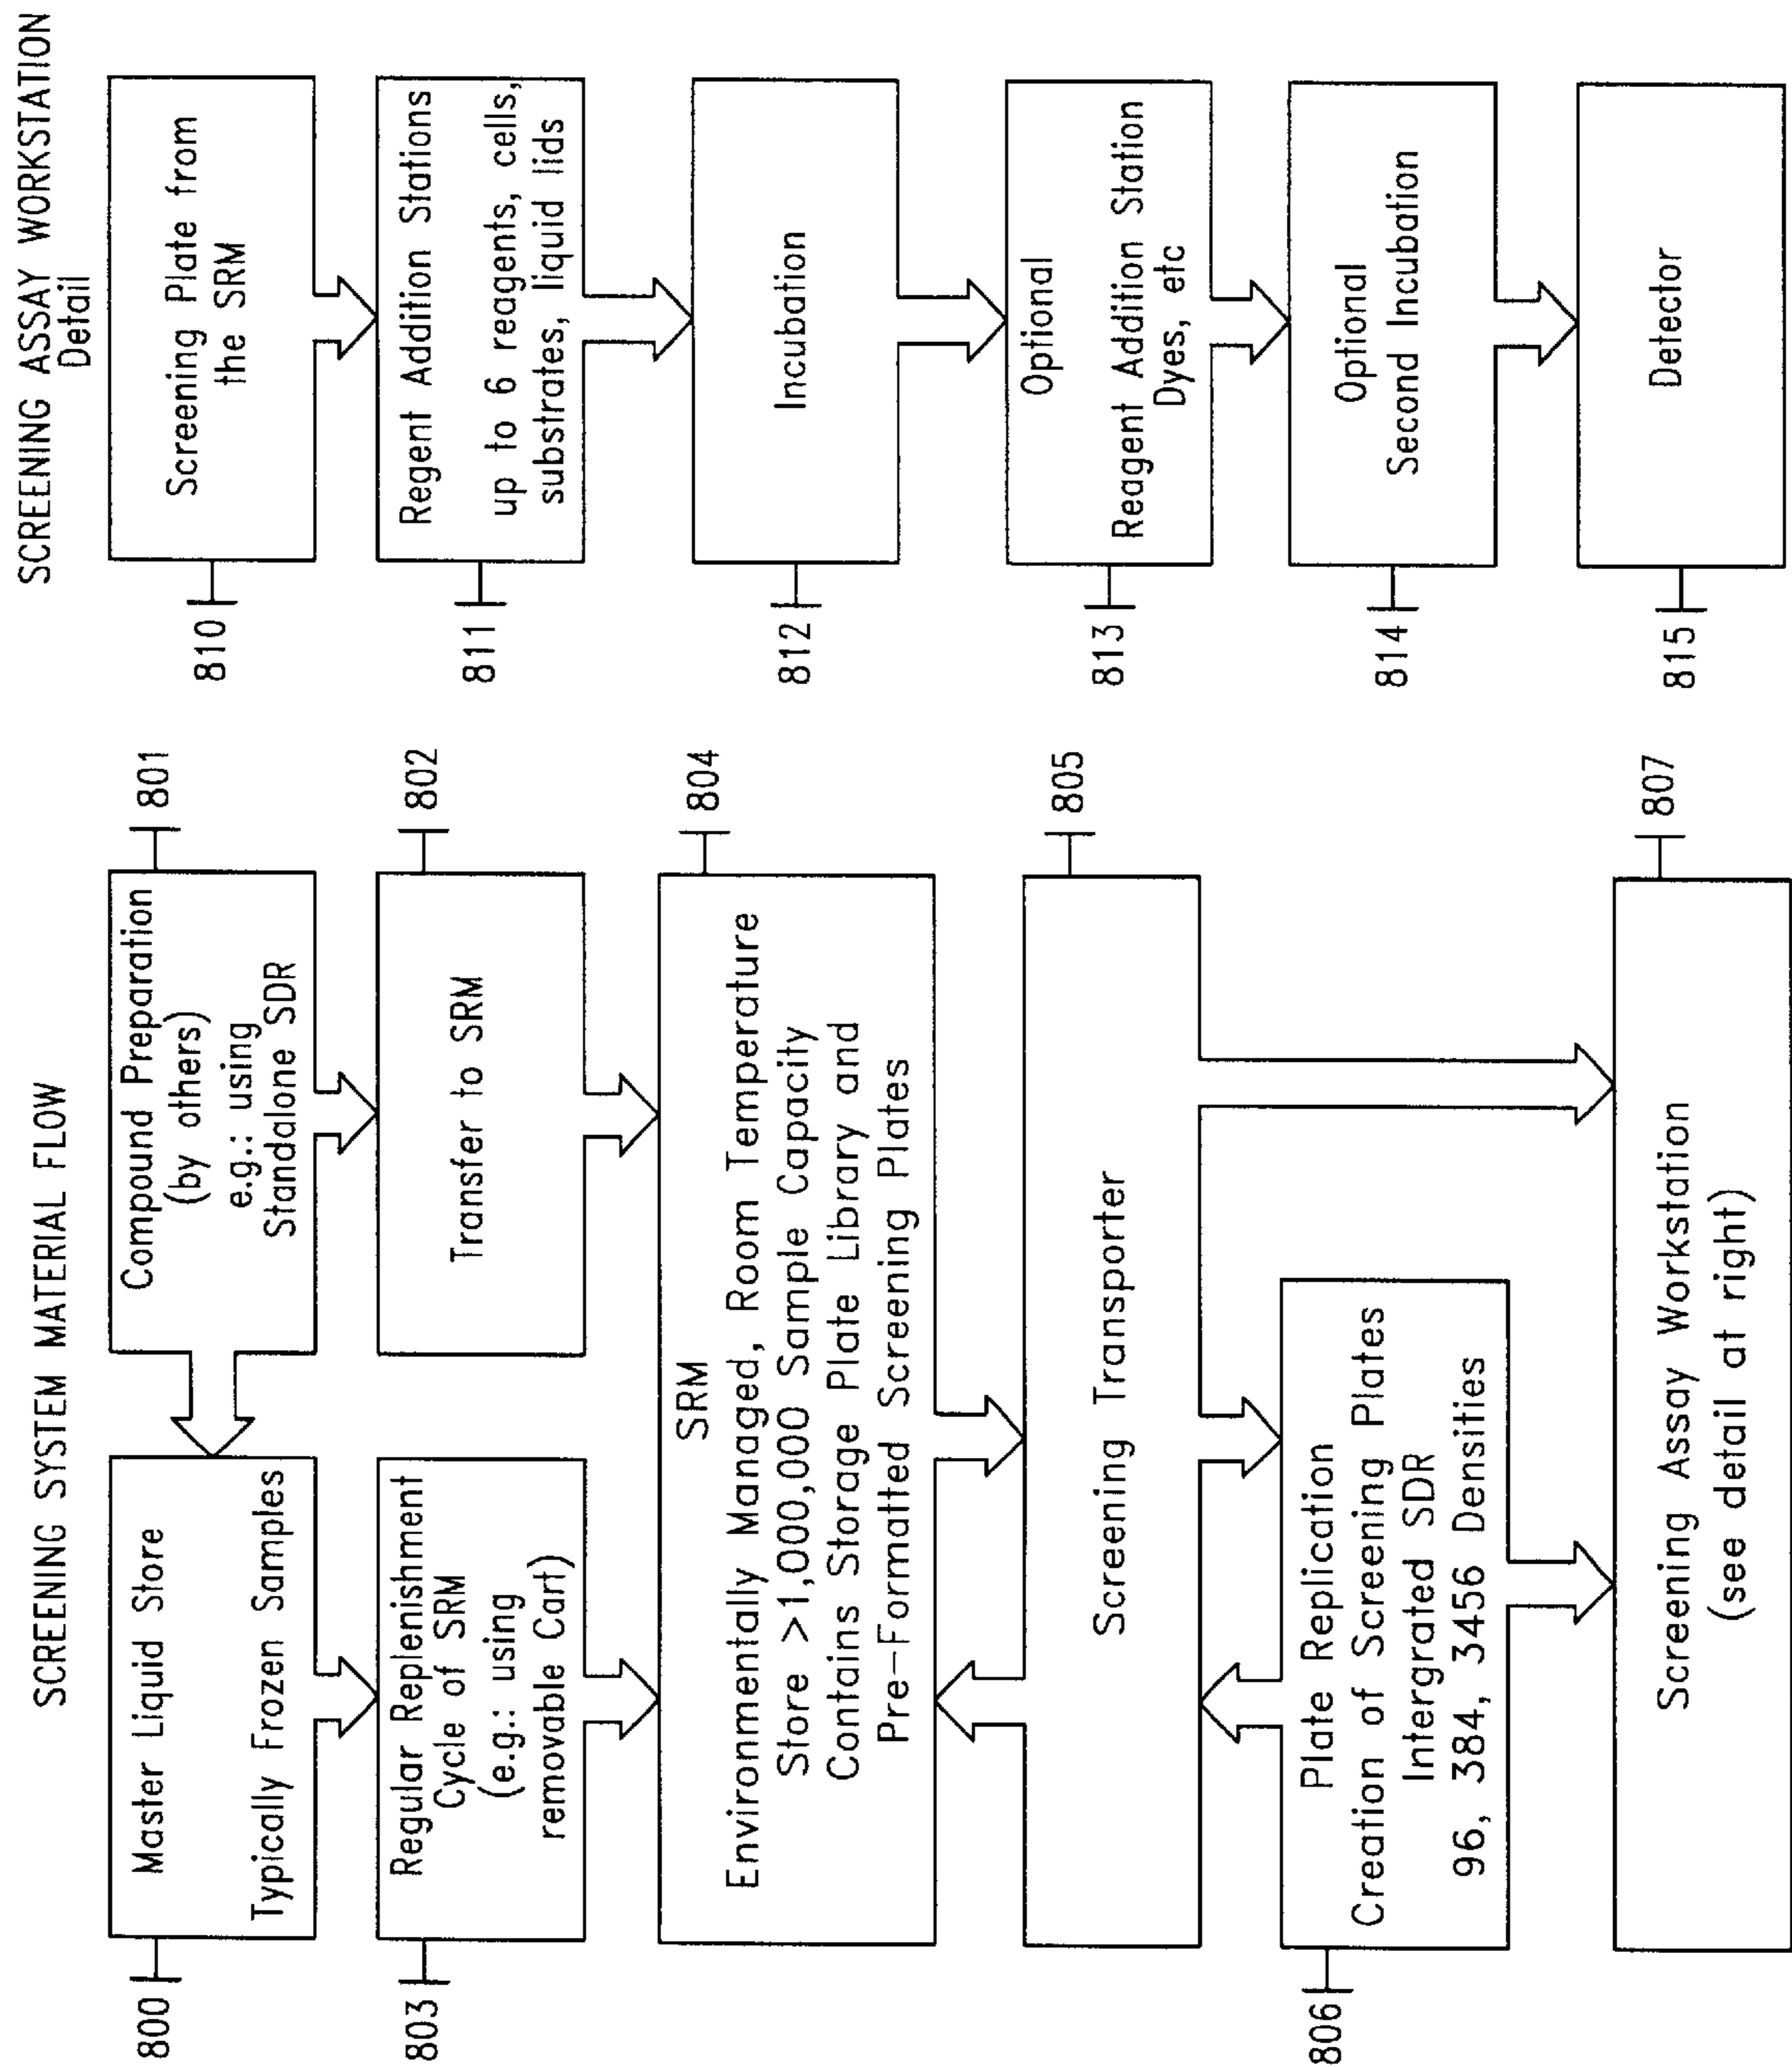 SCREENING SYSTEM MATERIAL FLOW
800
Master Liquid Store
Typically Frozen Samples
Compound Preparation
(by others)
e.g.: using
Standalone SDR
801
803
Regular Replenishment
Cycle of SRM
(e.g.: using
removable Cart)
Transfer to SRM
802
SRM
Environmentally Managed, Room Temperature
Store >1,000,000 Sample Capacity
Contains Storage Plate Library and
Pre-Formatted Screening Plates
804
Screening Transporter
805
806
Plate Replication
Creation of Screening Plates
Intergrated SDR
96, 384, 3456 Densities
Screening Assay Workstation
(see detail at right)
807
SCREENING ASSAY WORKSTATION
Detail
810
Screening Plate from
the SRM
811
Regent Addition Stations
up to 6 reagents, cells,
substrates, liquid lids
812
Incubation
813
Optional
Reagent Addition Station
Dyes, etc
814
Optional
Second Incubation
815
Detector